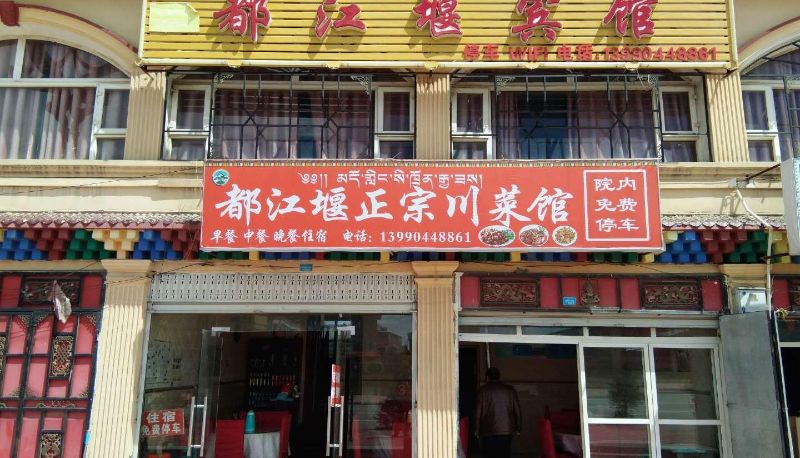 都江堰宾馆
停车 WIFI 电话:13990448861
༄༅།། མདོ་གླིང་སི་ཁྲོན་རྒྱ་ཟས།
都江堰正宗川菜馆
早餐 中餐 晚餐住宿 电话: 13990448861
院内
免费
停车
住宿
免费停车